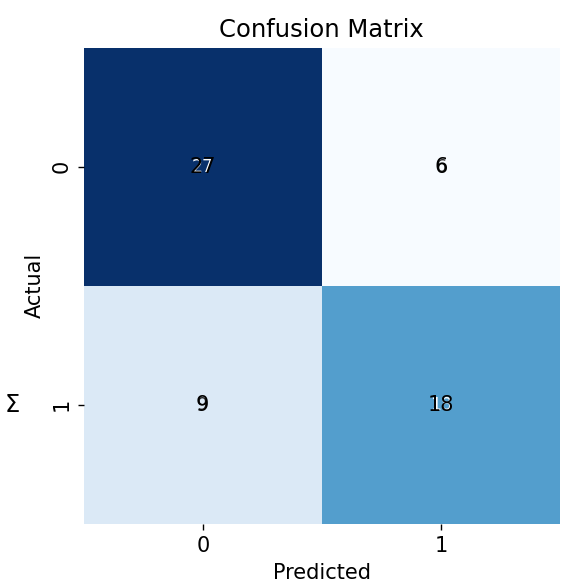 Confusion Matrix
0
27
6
Actual
Σ
1
9
18
0
1
Predicted